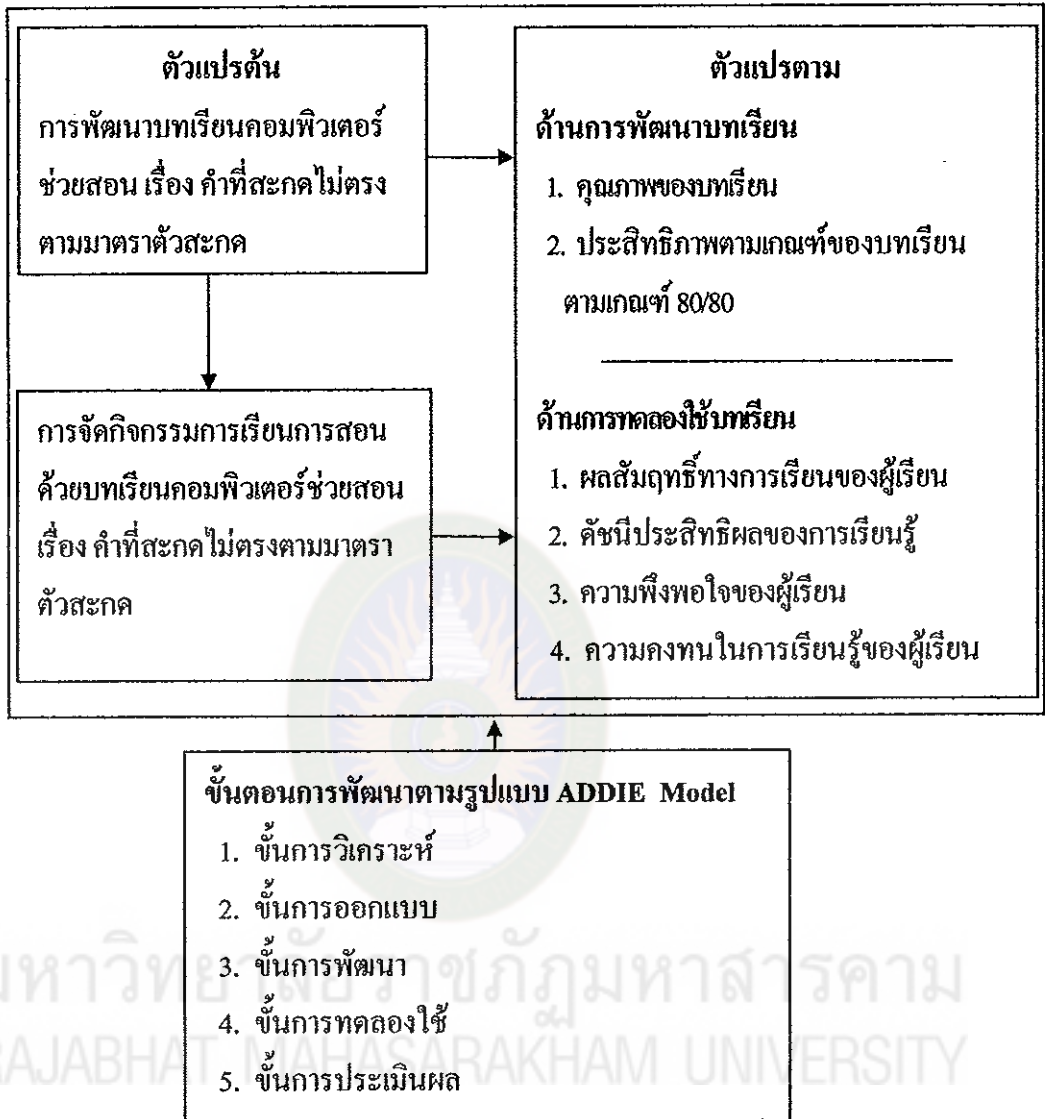 ตัวแปรต้น
การพัฒนาบทเรียนคอมพิวเตอร์
ช่วยสอน เรื่อง คำที่สะกดไม่ตรง
ตามมาตราตัวสะกด
การจัดกิจกรรมการเรียนการสอน
ด้วยบทเรียนคอมพิวเตอร์ช่วยสอน
เรื่อง คำที่สะกดไม่ตรงตามมาตรา
ตัวสะกด
ตัวแปรตาม
ด้านการพัฒนาบทเรียน
1. คุณภาพของบทเรียน
2. ประสิทธิภาพตามเกณฑ์ของบทเรียน
ตามเกณฑ์ 80/80
ด้านการทดลองใช้บทเรียน
1. ผลสัมฤทธิ์ทางการเรียนของผู้เรียน
2. ดัชนีประสิทธิผลของการเรียนรู้
3. ความพึงพอใจของผู้เรียน
4. ความคงทนในการเรียนรู้ของผู้เรียน
ขั้นตอนการพัฒนาตามรูปแบบ ADDIE Model
1. ขั้นการวิเคราะห์
2. ขั้นการออกแบบ
3. ขั้นการพัฒนา
4. ขั้นการทดลองใช้
5. ขั้นการประเมินผล
มหาวิทยาลัยราชภัฏมหาสารคาม
RAJABHAT MAHASARAKHAM UNIVERSITY